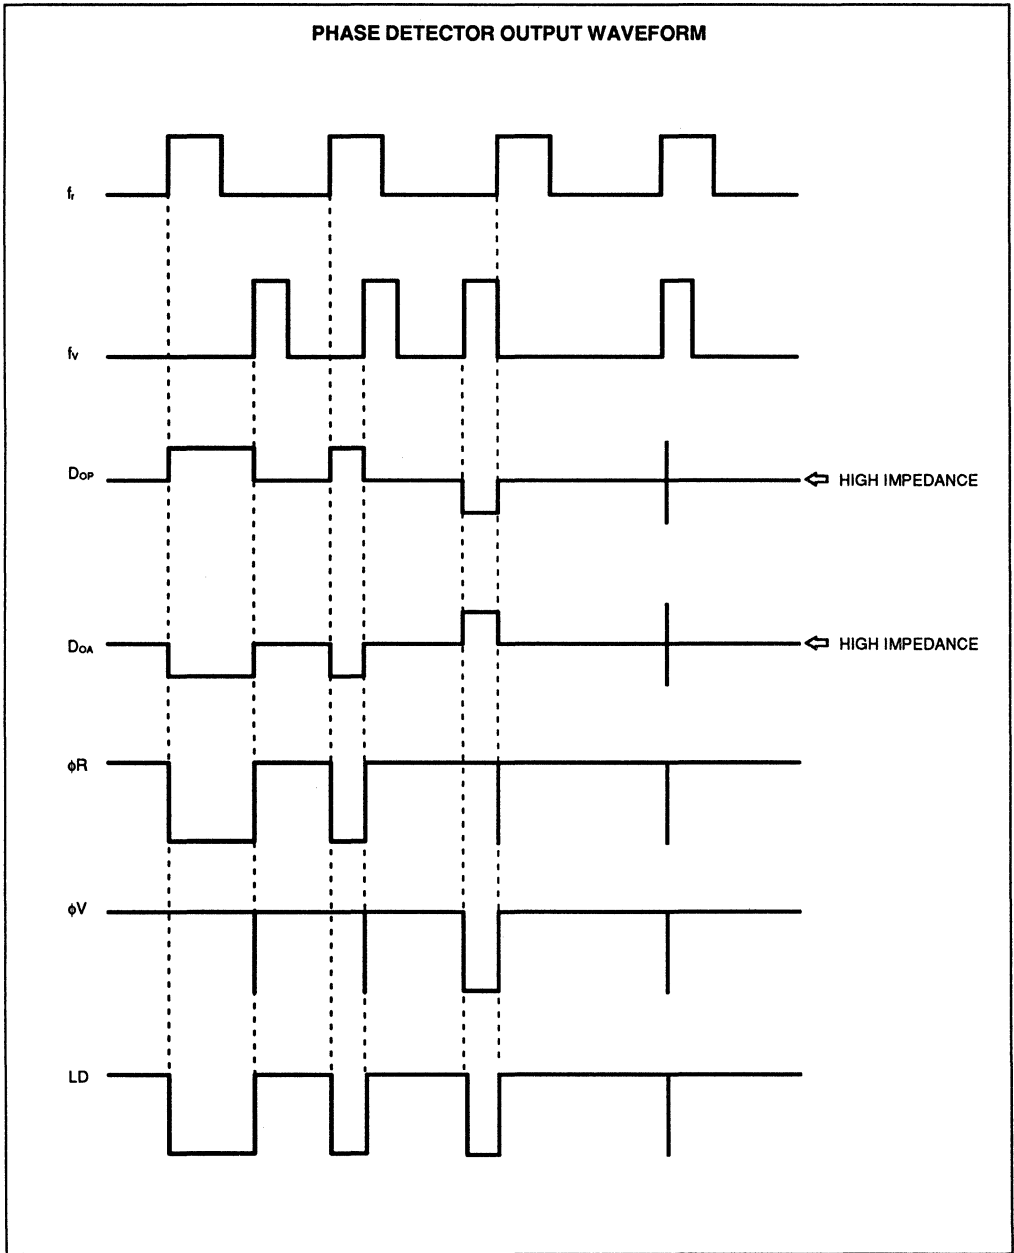 PHASE DETECTOR OUTPUT WAVEFORM
fr
fv
DOP
HIGH IMPEDANCE
DOA
HIGH IMPEDANCE
φR
φV
LD